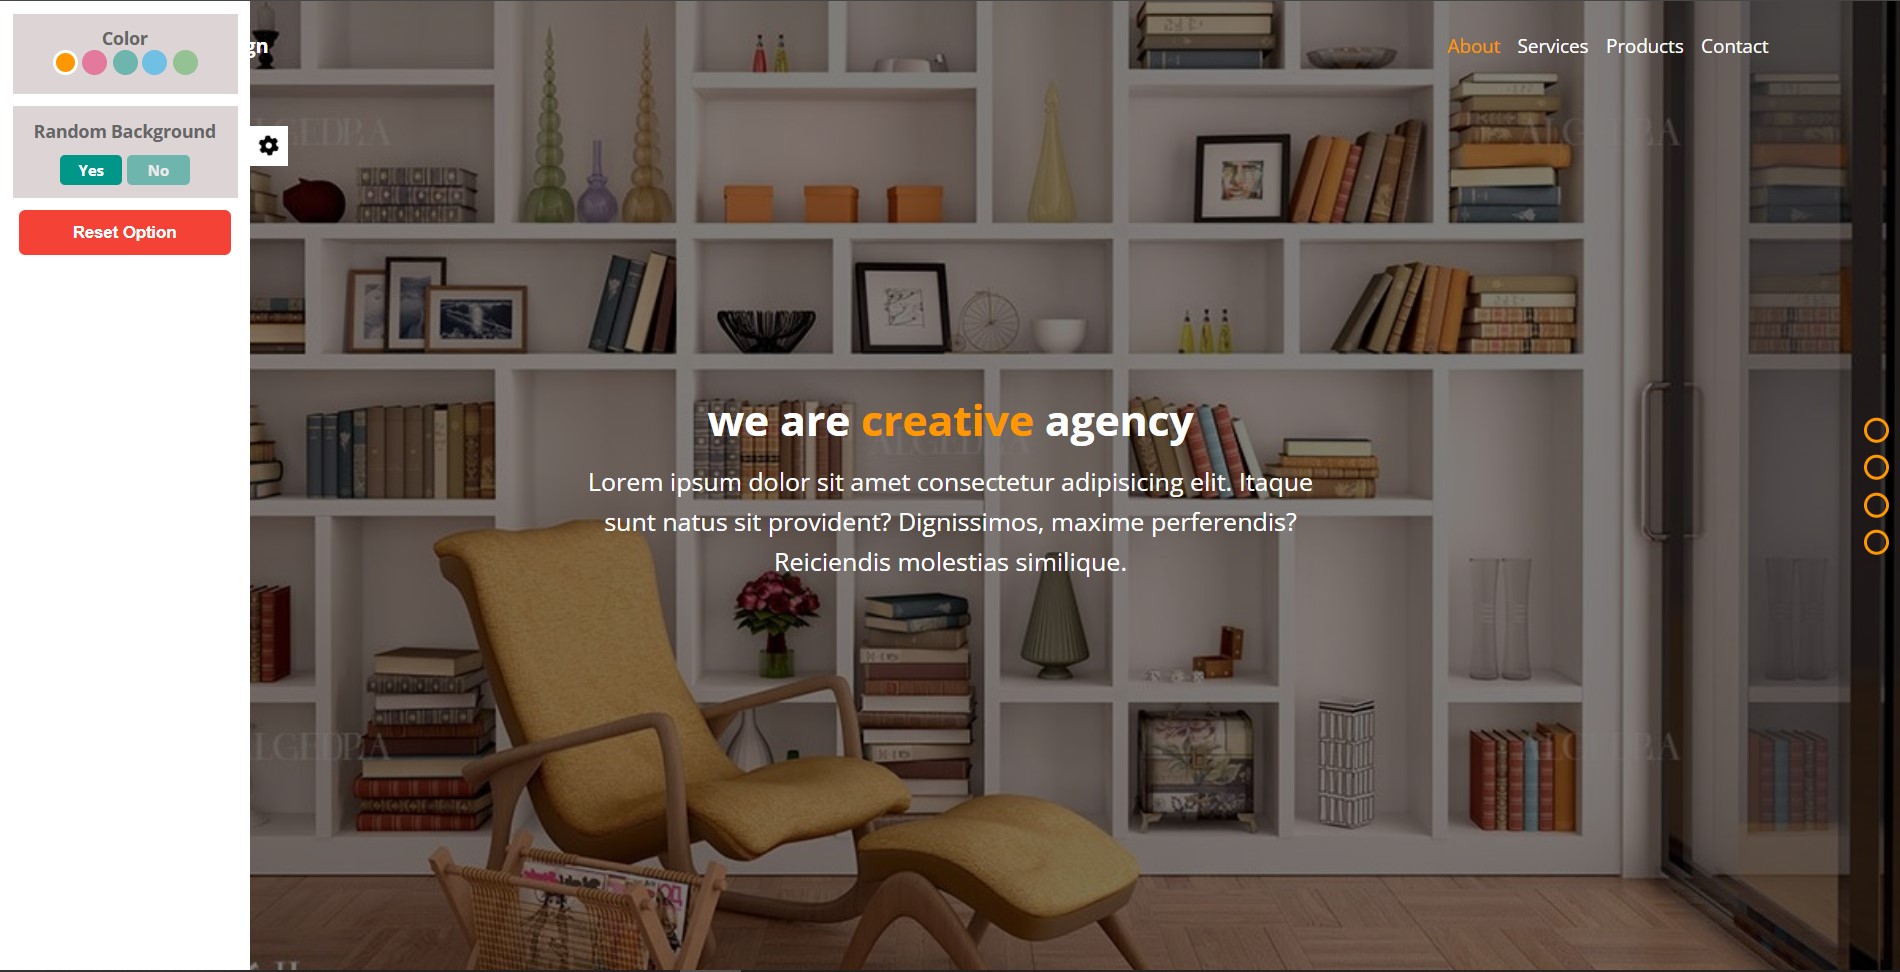 Color
Random Background
Yes No
Reset Option
gn
About Services Products Contact
we are creative agency
Lorem ipsum dolor sit amet consectetur adipisicing elit. Itaque
sunt natus sit provident? Dignissimos, maxime perferendis?
Reiciendis molestias similique.